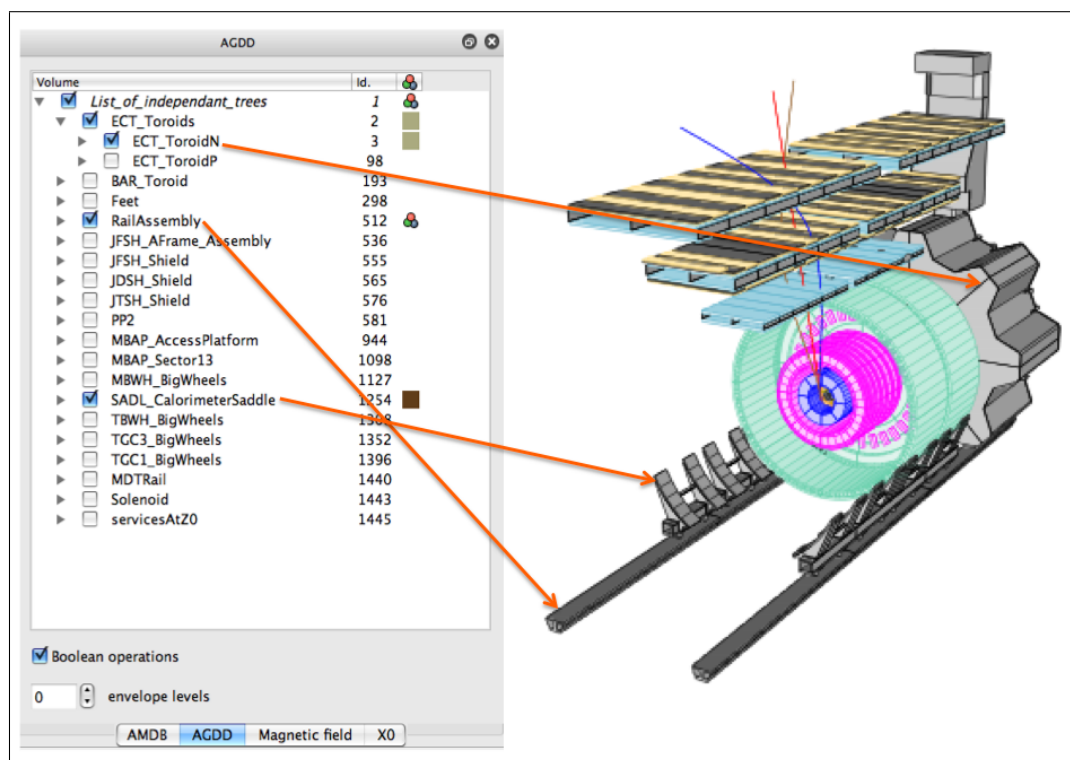 AGDD
Volume Id.
List_of_independant_trees 1
ECT_Toroids 2
ECT_ToroidN 3
ECT_ToroidP 98
BAR_Toroid 193
Feet 298
RailAssembly 512
JFSH_AFrame_Assembly 536
JFSH_Shield 555
JDSH_Shield 565
JTSH_Shield 576
PP2 581
MBAP_AccessPlatform 944
MBAP_Sector13 1098
MBWH_BigWheels 1127
SADL_CalorimeterSaddle 1254
TBWH_BigWheels
TGC3_BigWheels 1352
TGC1_BigWheels 1396
MDTRail 1440
Solenoid 1443
servicesAtZ0 1445
Boolean operations
0 envelope levels
AMDB AGDD Magnetic field X0